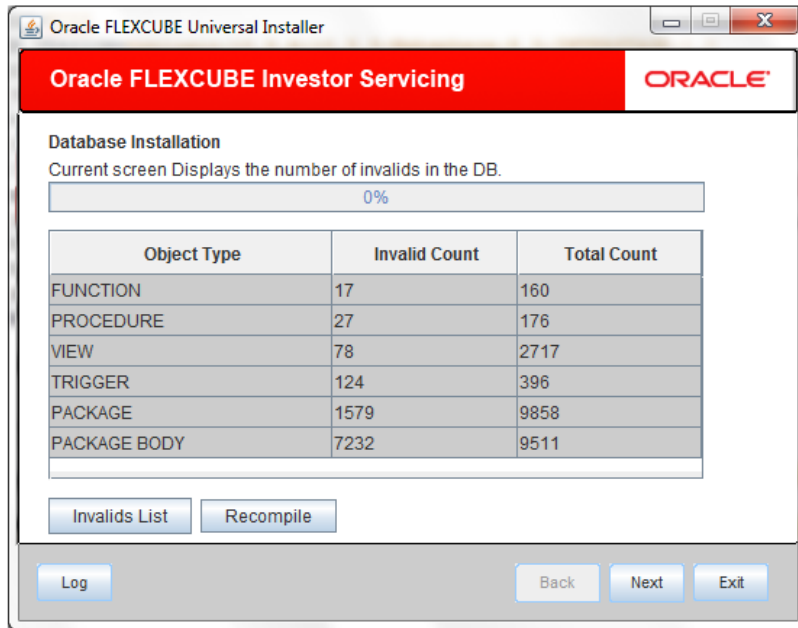 Oracle FLEXCUBE Universal Installer
Oracle FLEXCUBE Investor Servicing
ORACLE®
Database Installation
Current screen Displays the number of invalids in the DB.
0%
Object Type Invalid Count Total Count
FUNCTION 17 160
PROCEDURE 27 176
VIEW 78 2717
TRIGGER 124 396
PACKAGE 1579 9858
PACKAGE BODY 7232 9511
Invalids List Recompile
Log Back Next Exit